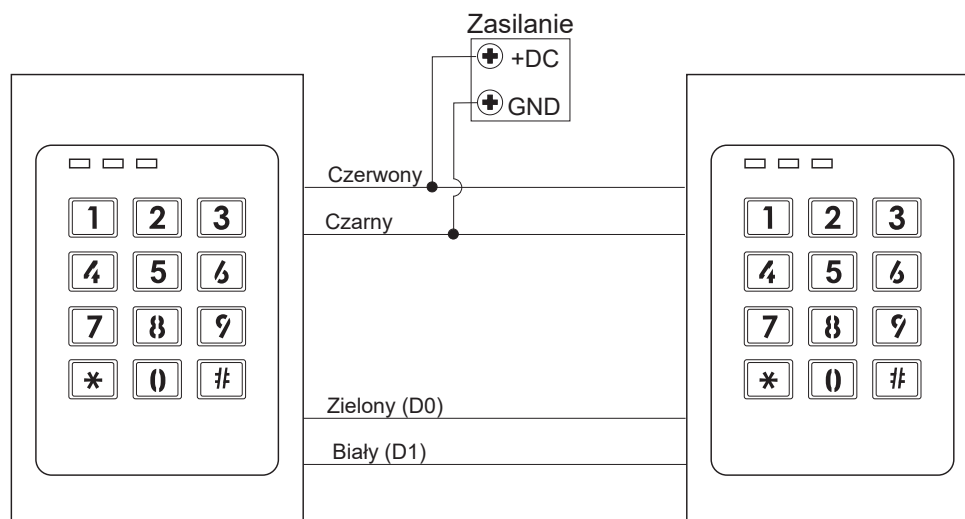 Zasilanie
+DC
GND
Czerwony
Czarny
1 2 3
4 5 6
7 8 9
* 0 #
1 2 3
4 5 6
7 8 9
* 0 #
Zielony (D0)
Biały (D1)